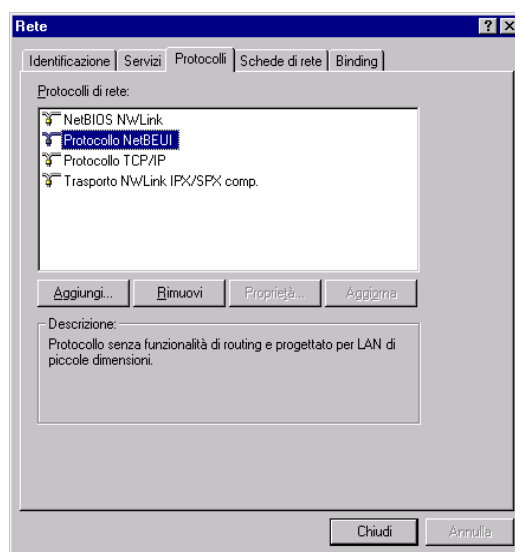 Rete
Identificazione Servizi Protocolli Schede di rete Binding
Protocolli di rete:
NetBIOS NWLink
Protocollo NetBEUI
Protocollo TCP/IP
Trasporto NWLink IPX/SPX comp.
Aggiungi... Rimuovi Proprietà... Aggiorna
Descrizione:
Protocollo senza funzionalità di routing e progettato per LAN di
piccole dimensioni.
Chiudi Annulla